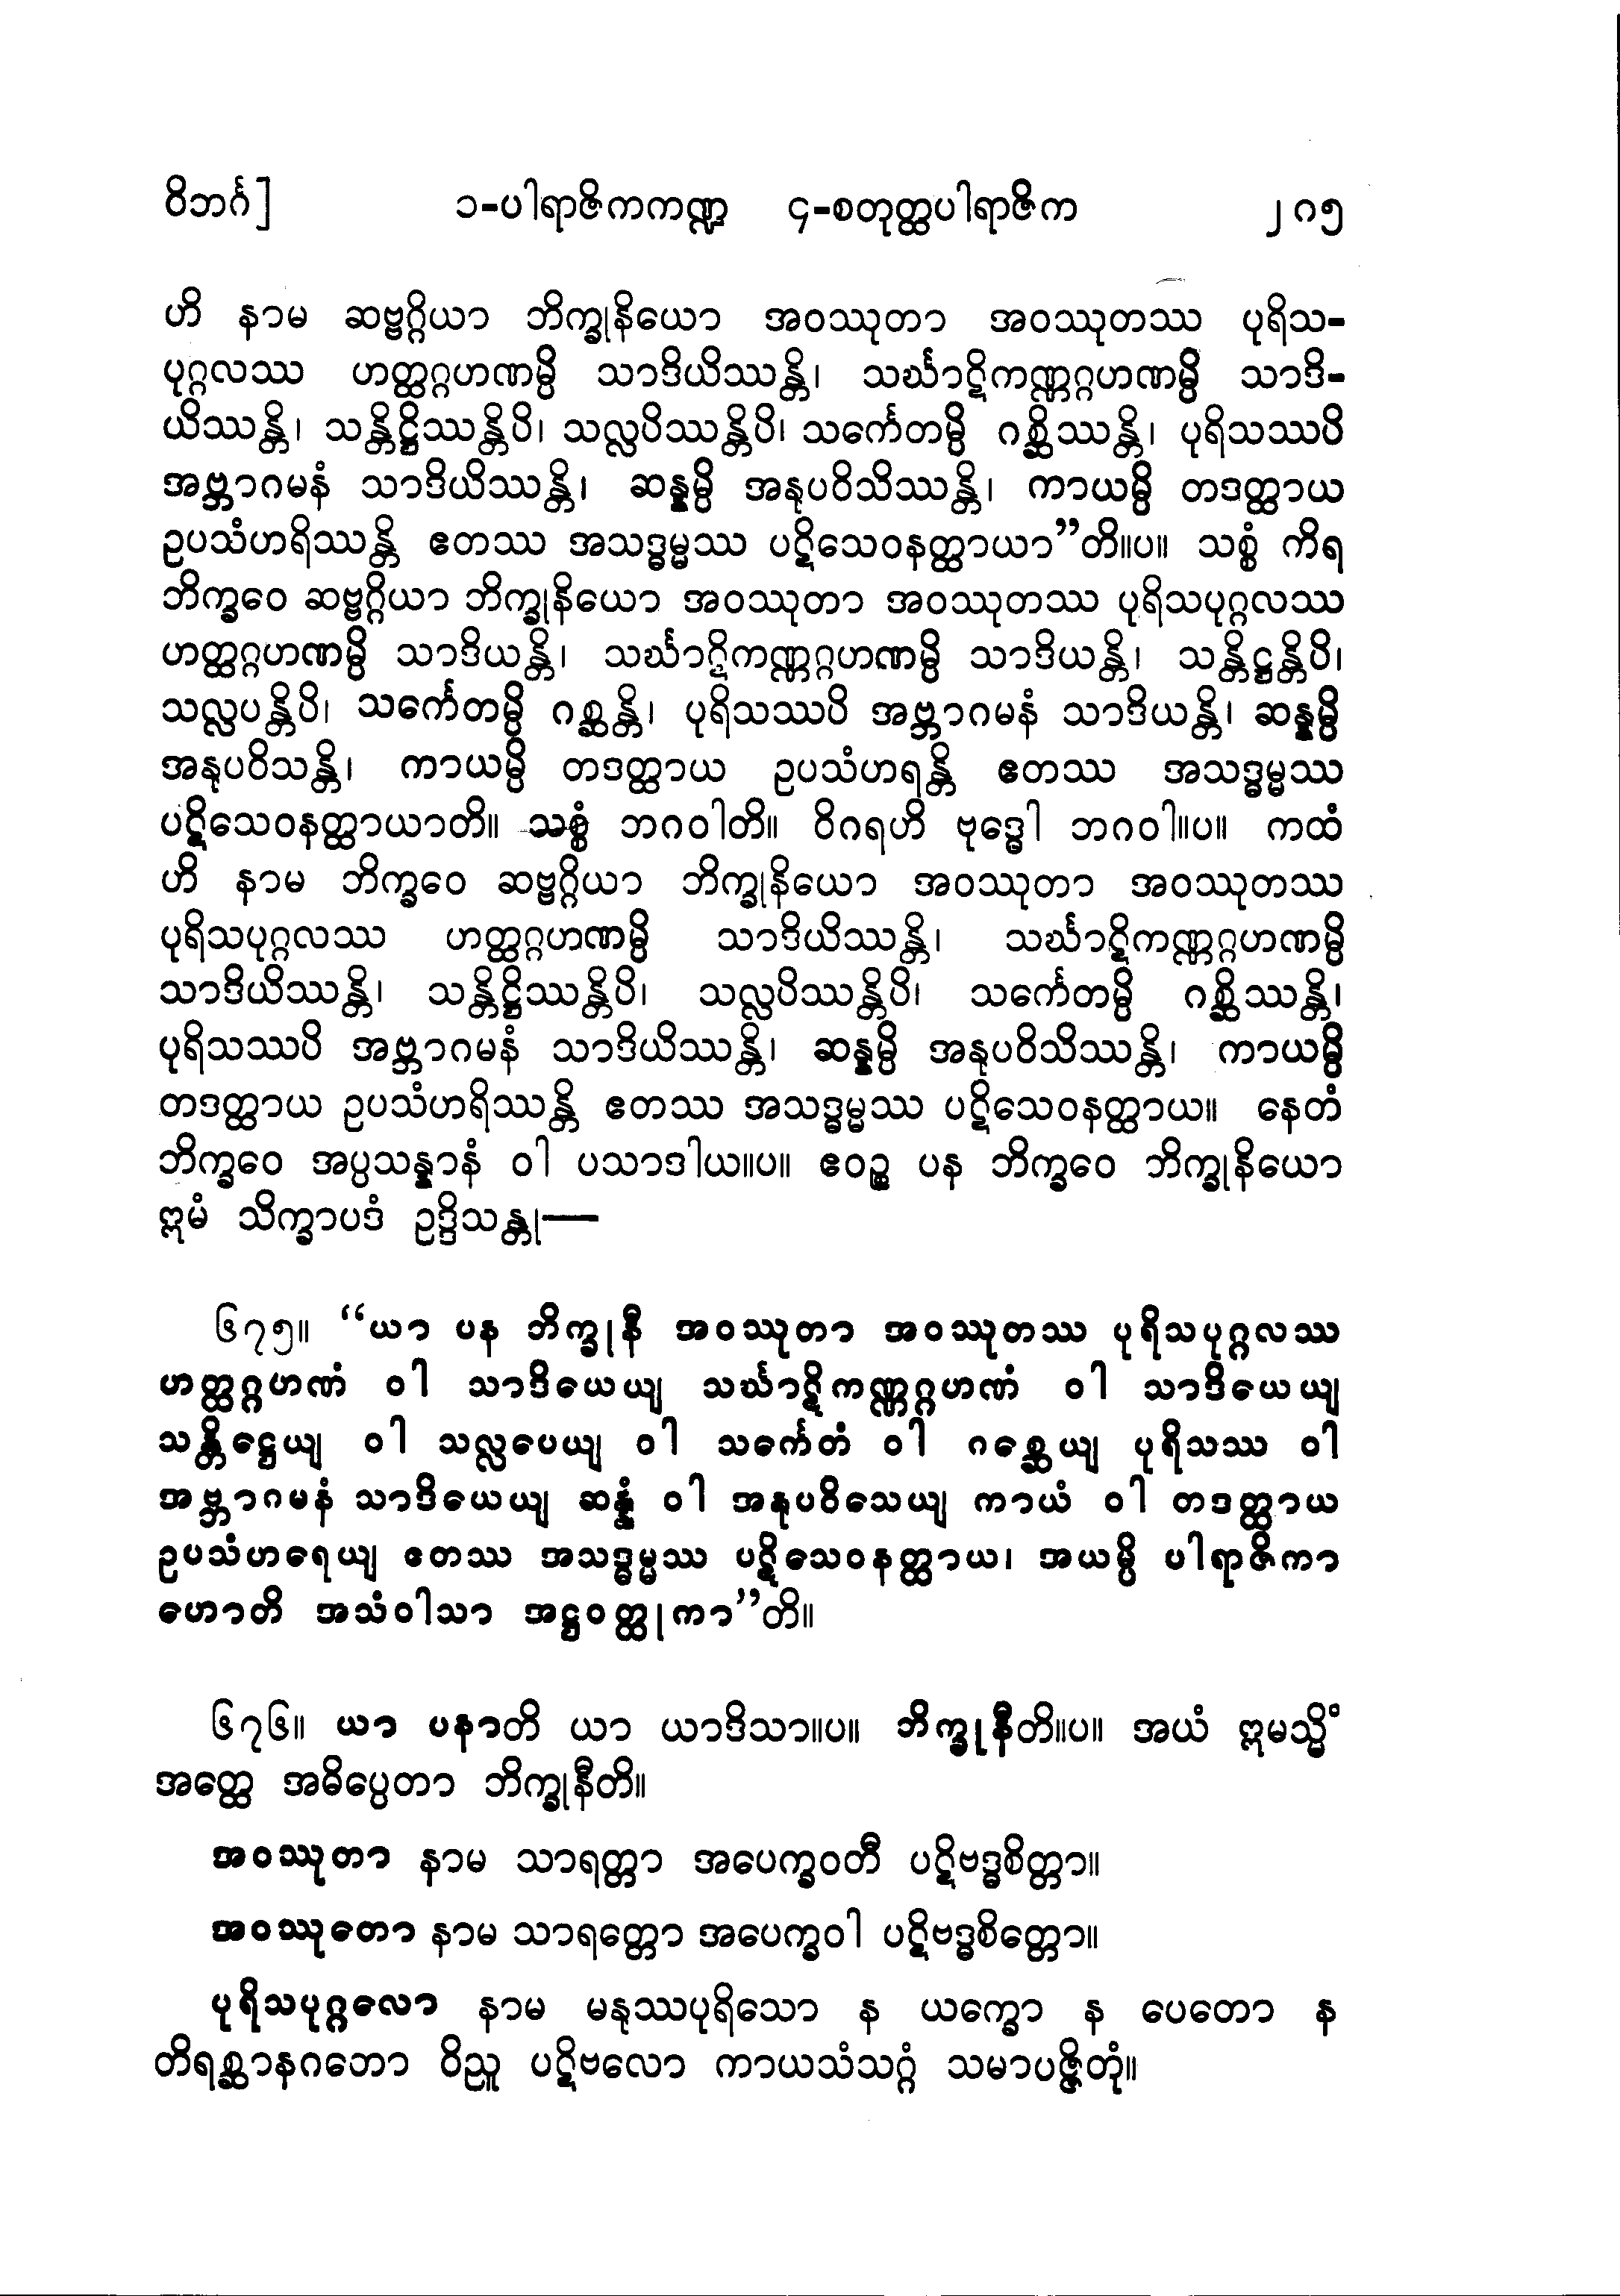 ဝိဘင်္ဂ] ၁-ပါရာဇိကကဏ္ဍ ၄-စတုတ္ထပါရာဇိက ၂၈၅
ဟိ နာမ ဆဗ္ဗဂ္ဂိယာ ဘိက္ခုနိယော အဝဿုတာ အဝဿုတဿ ပုရိသ-
ပုဂ္ဂလဿ ဟတ္ထဂ္ဂဟဏမ္ပိ သာဒိယိဿန္တိ၊ သင်္ဃာဋိကဏ္ဏဂ္ဂဟဏမ္ပိ သာဒိ-
ယိဿန္တိ၊ သန္တိဋ္ဌိဿန္တိပိ၊ သလ္လပိဿန္တိပိ၊ သင်္ကေတမ္ပိ ဂစ္ဆိဿန္တိ၊ ပုရိသဿပိ
အဗ္ဘာဂမနံ သာဒိယိဿန္တိ၊ ဆန္နမ္ပိ အနုပဝိသိဿန္တိ၊ ကာယမ္ပိ တဒတ္ထာယ
ဥပသံဟရိဿန္တိ ဧတဿ အသဒ္ဓမ္မဿ ပဋိသေဝနတ္ထာယာ”တိ။ပ။ သစ္စံ ကိရ
ဘိက္ခဝေ ဆဗ္ဗဂ္ဂိယာ ဘိက္ခုနိယော အဝဿုတာ အဝဿုတဿ ပုရိသပုဂ္ဂလဿ
ဟတ္ထဂ္ဂဟဏမ္ပိ သာဒိယန္တိ၊ သင်္ဃာဋိကဏ္ဏဂ္ဂဟဏမ္ပိ သာဒိယန္တိ၊ သန္တိဋ္ဌန္တိပိ၊
သလ္လပန္တိပိ၊ သင်္ကေတမ္ပိ ဂစ္ဆန္တိ၊ ပုရိသဿပိ အဗ္ဘာဂမနံ သာဒိယန္တိ၊ ဆန္နမ္ပိ
အနုပဝိသန္တိ၊ ကာယမ္ပိ တဒတ္ထာယ ဥပသံဟရန္တိ ဧတဿ အသဒ္ဓမ္မဿ
ပဋိသေဝနတ္ထာယာတိ။ သစ္စံ ဘဂဝါတိ။ ဝိဂရဟိ ဗုဒ္ဓေါ ဘဂဝါ။ပ။ ကထံ
ဟိ နာမ ဘိက္ခဝေ ဆဗ္ဗဂ္ဂိယာ ဘိက္ခုနိယော အဝဿုတာ အဝဿုတဿ
ပုရိသပုဂ္ဂလဿ ဟတ္ထဂ္ဂဟဏမ္ပိ သာဒိယိဿန္တိ၊ သင်္ဃာဋိကဏ္ဏဂ္ဂဟဏမ္ပိ
သာဒိယိဿန္တိ၊ သန္တိဋ္ဌိဿန္တိပိ၊ သလ္လပိဿန္တိပိ၊ သင်္ကေတမ္ပိ ဂစ္ဆိဿန္တိ၊
ပုရိသဿပိ အဗ္ဘာဂမနံ သာဒိယိဿန္တိ၊ ဆန္နမ္ပိ အနုပဝိသိဿန္တိ၊ ကာယမ္ပိ
တဒတ္ထာယ ဥပသံဟရိဿန္တိ ဧတဿ အသဒ္ဓမ္မဿ ပဋိသေဝနတ္ထာယ။ နေတံ
ဘိက္ခဝေ အပ္ပသန္နာနံ ဝါ ပသာဒါယ။ပ။ ဧဝဉ္စ ပန ဘိက္ခဝေ ဘိက္ခုနိယော
ဣမံ သိက္ခာပဒံ ဥဒ္ဒိသန္တု—
၆၇၅။ “ယာ ပန ဘိက္ခုနီ အဝဿုတာ အဝဿုတဿ ပုရိသပုဂ္ဂလဿ
ဟတ္ထဂ္ဂဟဏံ ဝါ သာဒိယေယျ သင်္ဃာဋိကဏ္ဏဂ္ဂဟဏံ ဝါ သာဒိယေယျ
သန္တိဋ္ဌေယျ ဝါ သလ္လပေယျ ဝါ သင်္ကေတံ ဝါ ဂစ္ဆေယျ ပုရိသဿ ဝါ
အဗ္ဘာဂမနံ သာဒိယေယျ ဆန္နံ ဝါ အနုပဝိသေယျ ကာယံ ဝါ တဒတ္ထာယ
ဥပသံဟရေယျ ဧတဿ အသဒ္ဓမ္မဿ ပဋိသေဝနတ္ထာယ၊ အယမ္ပိ ပါရာဇိကာ
ဟောတိ အသံဝါသာ အဋ္ဌဝတ္ထုကာ”တိ။
၆၇၆။ ယာ ပနာတိ ယာ ယာဒိသာ။ပ။ ဘိက္ခုနီတိ။ပ။ အယံ ဣမသ္မိံ
အတ္ထေ အဓိပ္ပေတာ ဘိက္ခုနီတိ။
အဝဿုတာ နာမ သာရတ္တာ အပေက္ခဝတီ ပဋိဗဒ္ဓစိတ္တာ။
အဝဿုတော နာမ သာရတ္တော အပေက္ခဝါ ပဋိဗဒ္ဓစိတ္တော။
ပုရိသပုဂ္ဂလော နာမ မနုဿပုရိသော န ယက္ခော န ပေတော န
တိရစ္ဆာနဂတော ဝိညူ ပဋိဗလော ကာယသံသဂ္ဂံ သမာပဇ္ဇိတုံ။